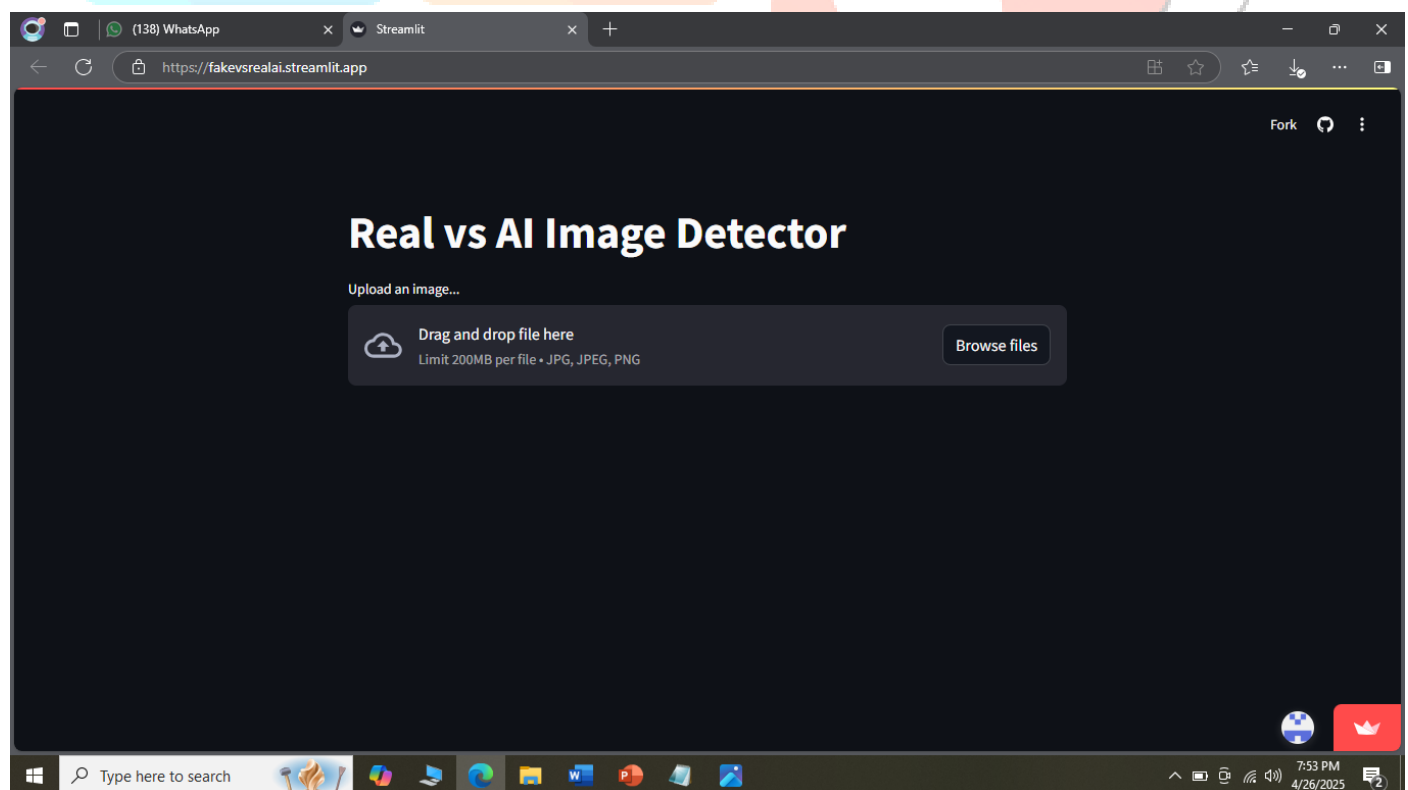 (138) WhatsApp
Streamlit
https://fakevsrealai.streamlit.app
Fork
Real vs AI Image Detector
Upload an image...
Drag and drop file here
Limit 200MB per file • JPG, JPEG, PNG
Browse files
Type here to search
7:53 PM
4/26/2025
2